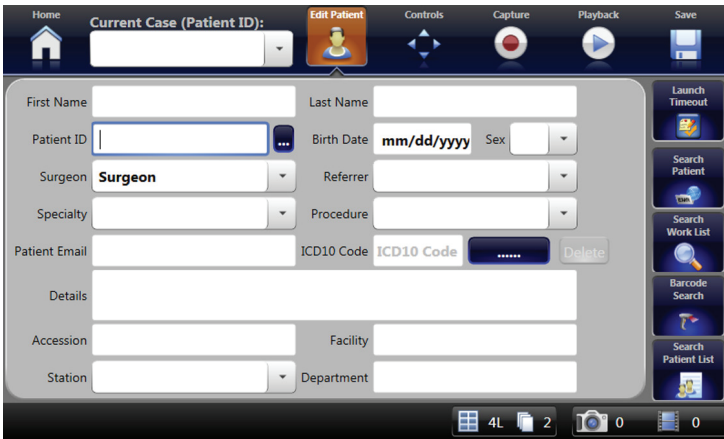 Home
Current Case (Patient ID):
Edit Patient
Controls
Capture
Playback
Save
First Name
Last Name
Patient ID
...
Birth Date
mm/dd/yyyy
Sex
Surgeon
Surgeon
Referrer
Specialty
Procedure
Patient Email
ICD10 Code
ICD10 Code
......
Delete
Details
Accession
Facility
Station
Department
Launch
Timeout
Search
Patient
Search
Work List
Barcode
Search
Search
Patient List
4L
2
0
0